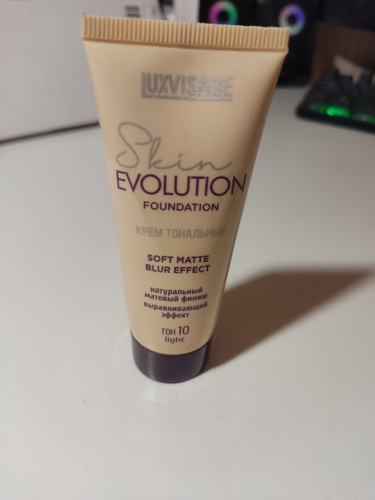 LUXVISAGE
Skin
EVOLUTION
FOUNDATION
КРЕМ ТОНАЛЬНЫЙ
SOFT MATTE
BLUR EFFECT
натуральный
матовый финиш
выравнивающий
эффект
ТОН 10
light